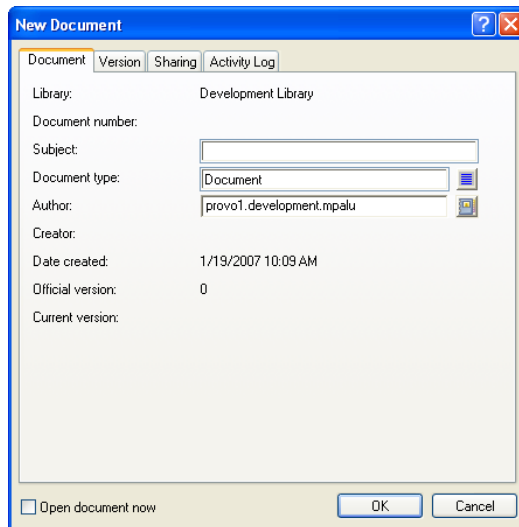 New Document
Document Version Sharing Activity Log
Library: Development Library
Document number:
Subject:
Document type: Document
Author: provo1.development.mpalu
Creator:
Date created: 1/19/2007 10:09 AM
Official version: 0
Current version:
Open document now OK Cancel